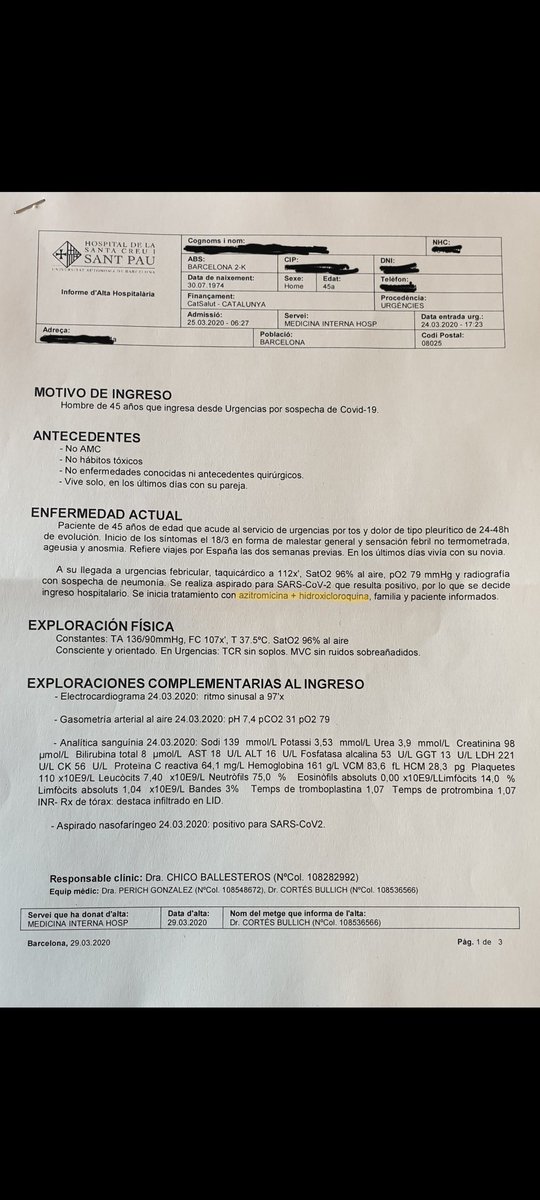 HOSPITAL DE LA
SANTA CREU I
SANT PAU
UNIVERSITAT AUTÒNOMA DE BARCELONA
Informe d'Alta Hospitalària
Cognoms i nom:
NHC:
ABS:
BARCELONA 2-K
CIP:
DNI:
Data de naixement:
30.07.1974
Sexe:
Home
Edat:
45a
Telèfon:
Finançament:
CatSalut - CATALUNYA
Procedència:
URGÈNCIES
Admissió:
25.03.2020 - 06:27
Servei:
MEDICINA INTERNA HOSP
Data entrada urg.:
24.03.2020 - 17:23
Adreça:
Població:
BARCELONA
Codi Postal:
08025
MOTIVO DE INGRESO
Hombre de 45 años que ingresa desde Urgencias por sospecha de Covid-19.
ANTECEDENTES
- No AMC
- No hábitos tóxicos
- No enfermedades conocidas ni antecedentes quirúrgicos.
- Vive solo, en los últimos días con su pareja.
ENFERMEDAD ACTUAL
Paciente de 45 años de edad que acude al servicio de urgencias por tos y dolor de tipo pleurítico de 24-48h
de evolución. Inicio de los síntomas el 18/3 en forma de malestar general y sensación febril no termometrada,
ageusia y anosmia. Refiere viajes por España las dos semanas previas. En los últimos días vivía con su novia.
A su llegada a urgencias febricular, taquicárdico a 112x', SatO2 96% al aire, pO2 79 mmHg y radiografía
con sospecha de neumonía. Se realiza aspirado para SARS-CoV-2 que resulta positivo, por lo que se decide
ingreso hospitalario. Se inicia tratamiento con azitromicina + hidroxicloroquina, familia y paciente informados.
EXPLORACIÓN FÍSICA
Constantes: TA 136/90mmHg, FC 107x', T 37.5ºC. SatO2 96% al aire
Consciente y orientado. En Urgencias: TCR sin soplos. MVC sin ruidos sobreañadidos.
EXPLORACIONES COMPLEMENTARIAS AL INGRESO
- Electrocardiograma 24.03.2020: ritmo sinusal a 97'x
- Gasometría arterial al aire 24.03.2020: pH 7,4 pCO2 31 pO2 79
- Analítica sanguínia 24.03.2020: Sodi 139 mmol/L Potassi 3,53 mmol/L Urea 3,9 mmol/L Creatinina 98
µmol/L Bilirubina total 8 µmol/L AST 18 U/L ALT 16 U/L Fosfatasa alcalina 53 U/L GGT 13 U/L LDH 221
U/L CK 56 U/L Proteïna C reactiva 64,1 mg/L Hemoglobina 161 g/L VCM 83,6 fL HCM 28,3 pg Plaquetes
110 x10E9/L Leucòcits 7,40 x10E9/L Neutròfils 75,0 % Eosinòfils absoluts 0,00 x10E9/LLimfòcits 14,0 %
Limfòcits absoluts 1,04 x10E9/L Bandes 3% Temps de tromboplastina 1,07 Temps de protrombina 1,07
INR- Rx de tórax: destaca infiltrado en LID.
- Aspirado nasofaríngeo 24.03.2020: positivo para SARS-CoV2.
Responsable clínic: Dra. CHICO BALLESTEROS (NºCol. 108282992)
Equip mèdic: Dra. PERICH GONZALEZ (NºCol. 108548672), Dr. CORTÉS BULLICH (NºCol. 108536566)
Servei que ha donat d'alta:
MEDICINA INTERNA HOSP
Data d'alta:
29.03.2020
Nom del metge que informa de l'alta:
Dr. CORTÉS BULLICH (NºCol. 108536566)
Barcelona, 29.03.2020
Pàg. 1 de 3